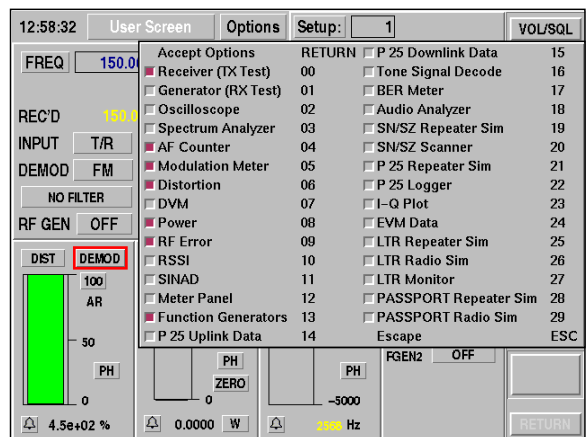 12:58:32 User Screen Options Setup: 1 VOL/SQL
FREQ 150.0
REC'D 150.0
INPUT T/R
DEMOD FM
NO FILTER
RF GEN OFF
Accept Options RETURN
Receiver (TX Test) 00
Generator (RX Test) 01
Oscilloscope 02
Spectrum Analyzer 03
AF Counter 04
Modulation Meter 05
Distortion 06
DVM 07
Power 08
RF Error 09
RSSI 10
SINAD 11
Meter Panel 12
Function Generators 13
P 25 Uplink Data 14
P 25 Downlink Data 15
Tone Signal Decode 16
BER Meter 17
Audio Analyzer 18
SN/SZ Repeater Sim 19
SN/SZ Scanner 20
P 25 Repeater Sim 21
P 25 Logger 22
I-Q Plot 23
EVM Data 24
LTR Repeater Sim 25
LTR Radio Sim 26
LTR Monitor 27
PASSPORT Repeater Sim 28
PASSPORT Radio Sim 29
Escape ESC
DIST DEMOD
100
AR
50
PH
0
4.5e+02 %
PH
ZERO
0
0.0000 W
PH
-5000
2568 Hz
FGEN2 OFF
RETURN